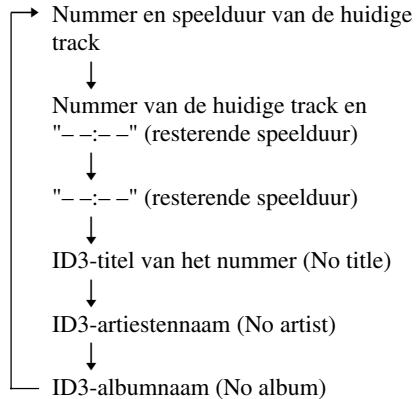 Nummer en speelduur van de huidige
track
Nummer van de huidige track en
"– –:– –" (resterende speelduur)
"– –:– –" (resterende speelduur)
ID3-titel van het nummer (No title)
ID3-artiestennaam (No artist)
ID3-albumnaam (No album)